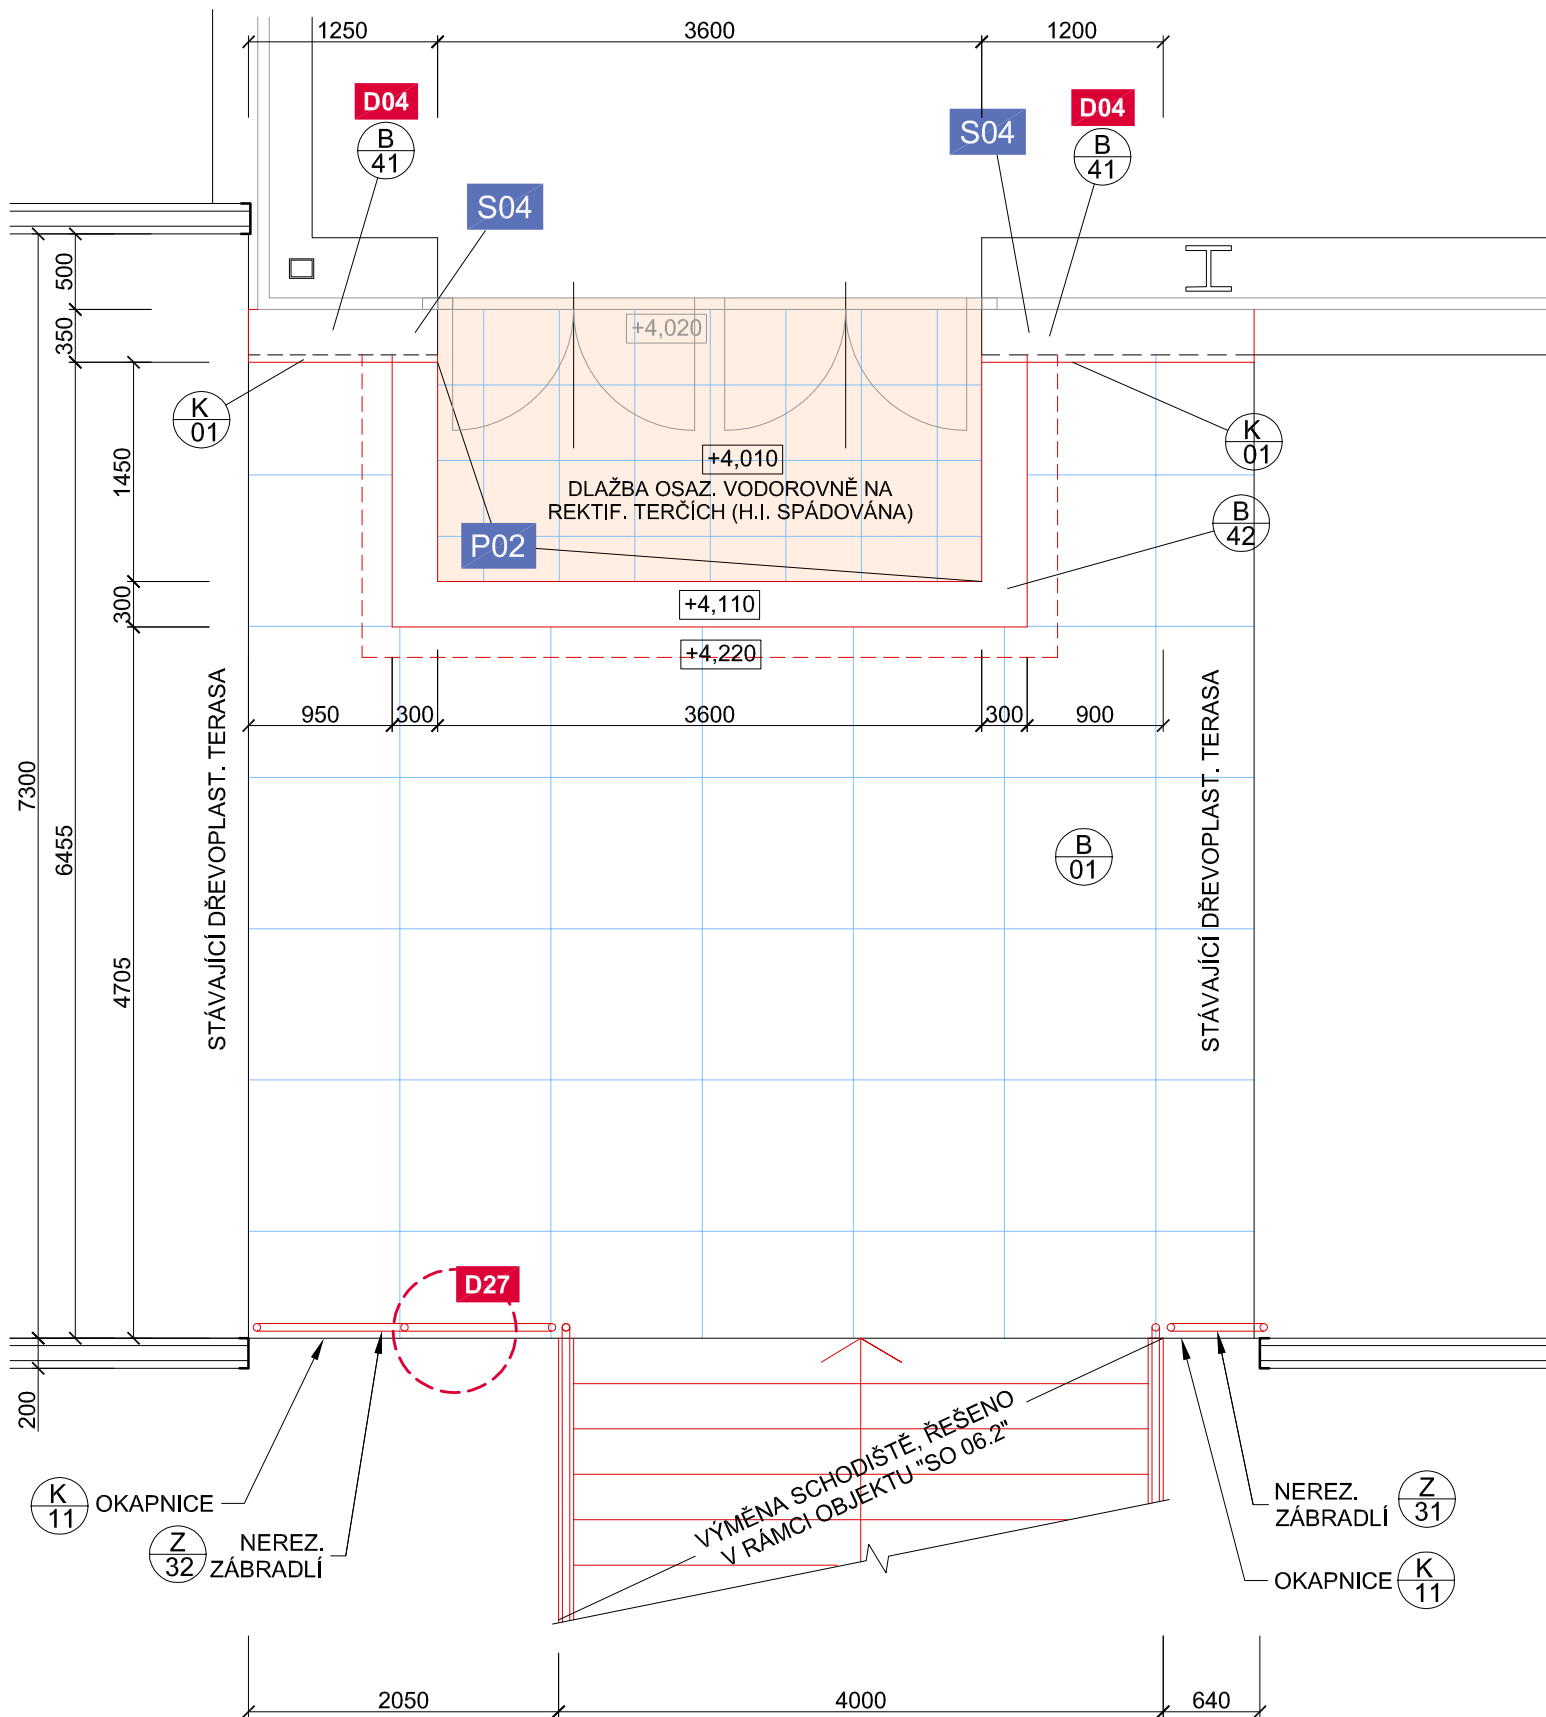 1250
3600
1200
D04
B
41
S04
S04
D04
B
41
500
350
+4,020
K
01
K
01
1450
+4,010
DLAŽBA OSAZ. VODOROVNĚ NA
REKTIF. TERČÍCH (H.I. SPÁDOVÁNA)
P02
B
42
300
+4,110
+4,220
950
300
3600
300
900
STÁVAJÍCÍ DŘEVOPLAST. TERASA
STÁVAJÍCÍ DŘEVOPLAST. TERASA
7300
6455
4705
B
01
D27
200
VÝMĚNA SCHODIŠTĚ, ŘEŠENO
V RÁMCI OBJEKTU "SO 06.2"
K
11
OKAPNICE
Z
32
NEREZ.
ZÁBRADLÍ
NEREZ.
ZÁBRADLÍ
Z
31
OKAPNICE
K
11
2050
4000
640